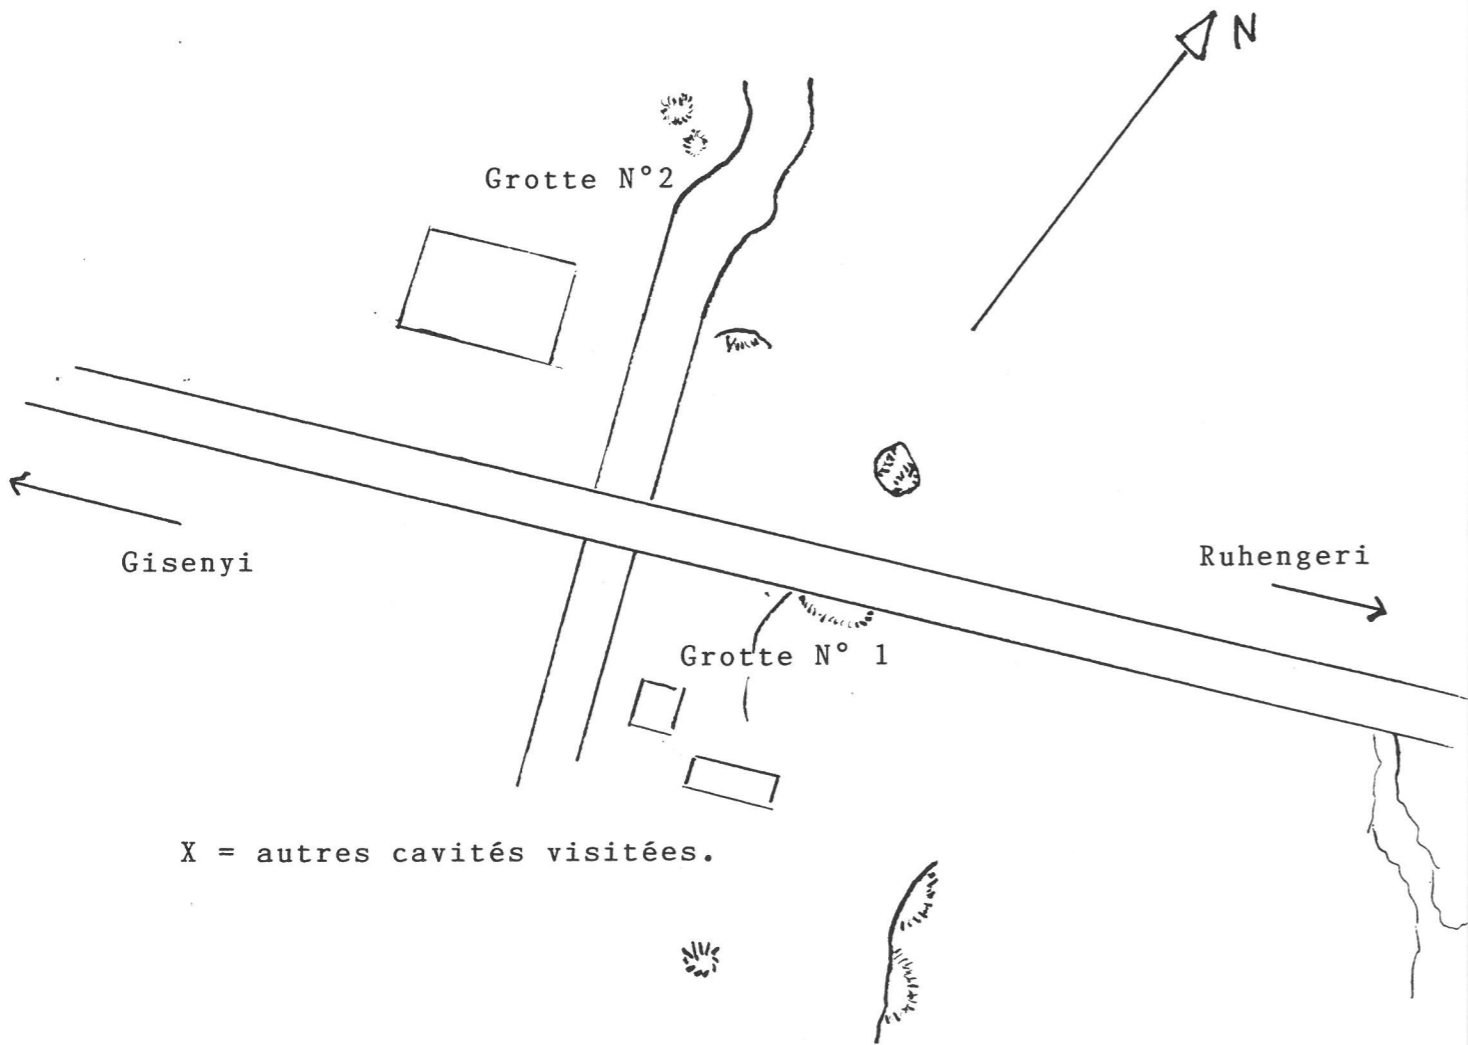 N
Grotte N°2
Gisenyi
Ruhengeri
Grotte N° 1
X = autres cavités visitées.